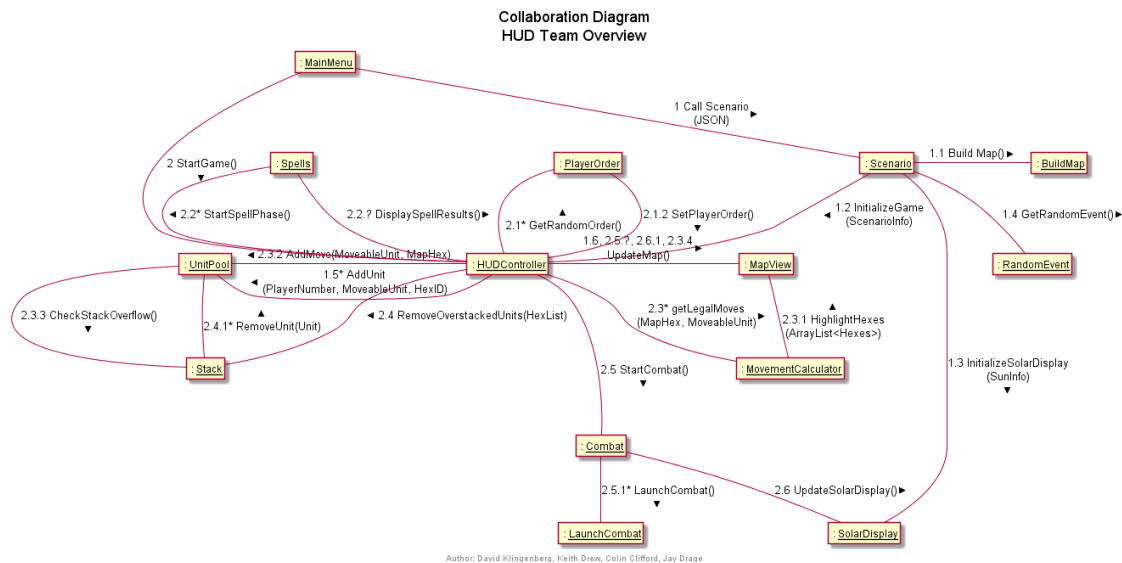 Collaboration Diagram
HUD Team Overview
: MainMenu
1 Call Scenario ►
(JSON)
: Spells
: PlayerOrder
: Scenario
1.1 Build Map() ►
: BuildMap
2 StartGame()
▼
◄ 2.2* StartSpellPhase()
2.2.? DisplaySpellResults() ►
▲
2.1* GetRandomOrder()
2.1.2 SetPlayerOrder()
▼
◄ 1.2 InitializeGame
(ScenarioInfo)
1.4 GetRandomEvent() ►
1.6, 2.5.?, 2.6.1, 2.3.4
UpdateMap() ►
◄ 2.3.2 AddMove(MoveableUnit, MapHex)
: UnitPool
: HUDController
: MapView
: RandomEvent
◄ 1.5* AddUnit
(PlayerNumber, MoveableUnit, HexID)
2.3.3 CheckStackOverflow()
▼
▲
2.4.1* RemoveUnit(Unit)
◄ 2.4 RemoveOverstackedUnits(HexList)
2.3* getLegalMoves
(MapHex, MoveableUnit) ►
▲
2.3.1 HighlightHexes
(ArrayList<Hexes>)
: Stack
2.5 StartCombat()
▼
: MovementCalculator
1.3 InitializeSolarDisplay
(SunInfo)
▼
: Combat
2.5.1* LaunchCombat()
▼
2.6 UpdateSolarDisplay() ►
: LaunchCombat
: SolarDisplay
Author: David Klingenberg, Keith Drew, Colin Clifford, Jay Drage